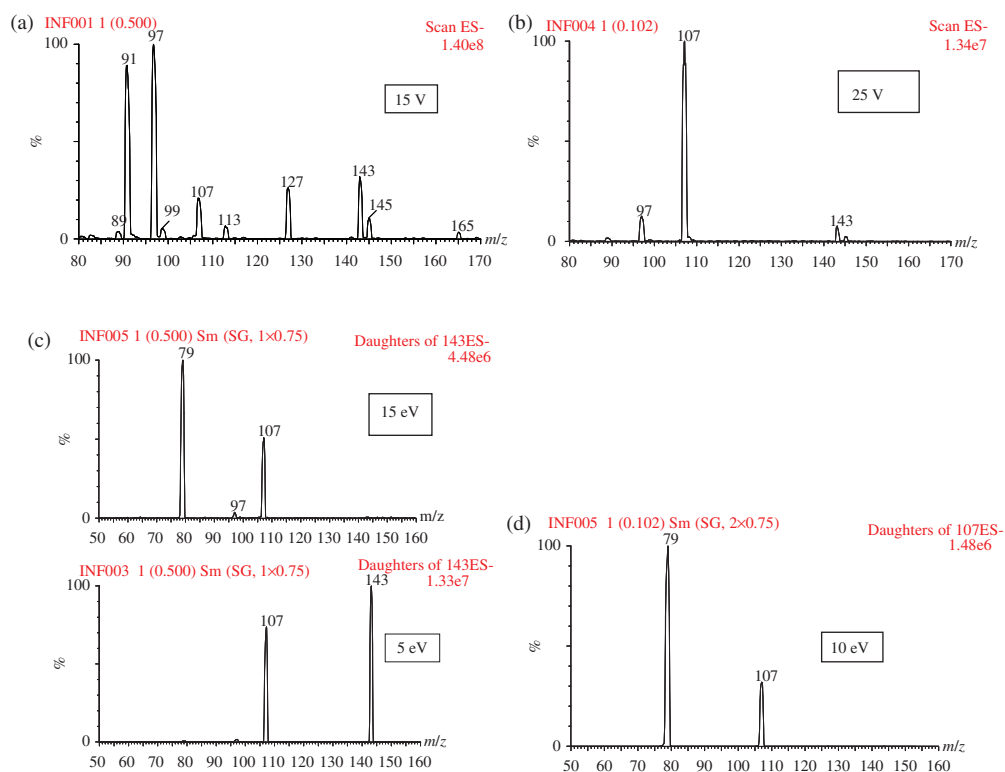 (a)
INF001 1 (0.500)
Scan ES-
1.40e8
100
%
0
91
97
89
99
107
113
127
143
145
165
15 V
m/z
80 90 100 110 120 130 140 150 160 170
(b)
INF004 1 (0.102)
Scan ES-
1.34e7
100
%
0
97
107
143
25 V
m/z
80 90 100 110 120 130 140 150 160 170
(c)
INF005 1 (0.500) Sm (SG, 1×0.75)
Daughters of 143ES-
4.48e6
100
%
0
79
97
107
15 eV
m/z
50 60 70 80 90 100 110 120 130 140 150 160
INF003 1 (0.500) Sm (SG, 1×0.75)
Daughters of 143ES-
1.33e7
100
%
0
107
143
5 eV
m/z
50 60 70 80 90 100 110 120 130 140 150 160
(d)
INF005 1 (0.102) Sm (SG, 2×0.75)
Daughters of 107ES-
1.48e6
100
%
0
79
107
10 eV
m/z
50 60 70 80 90 100 110 120 130 140 150 160